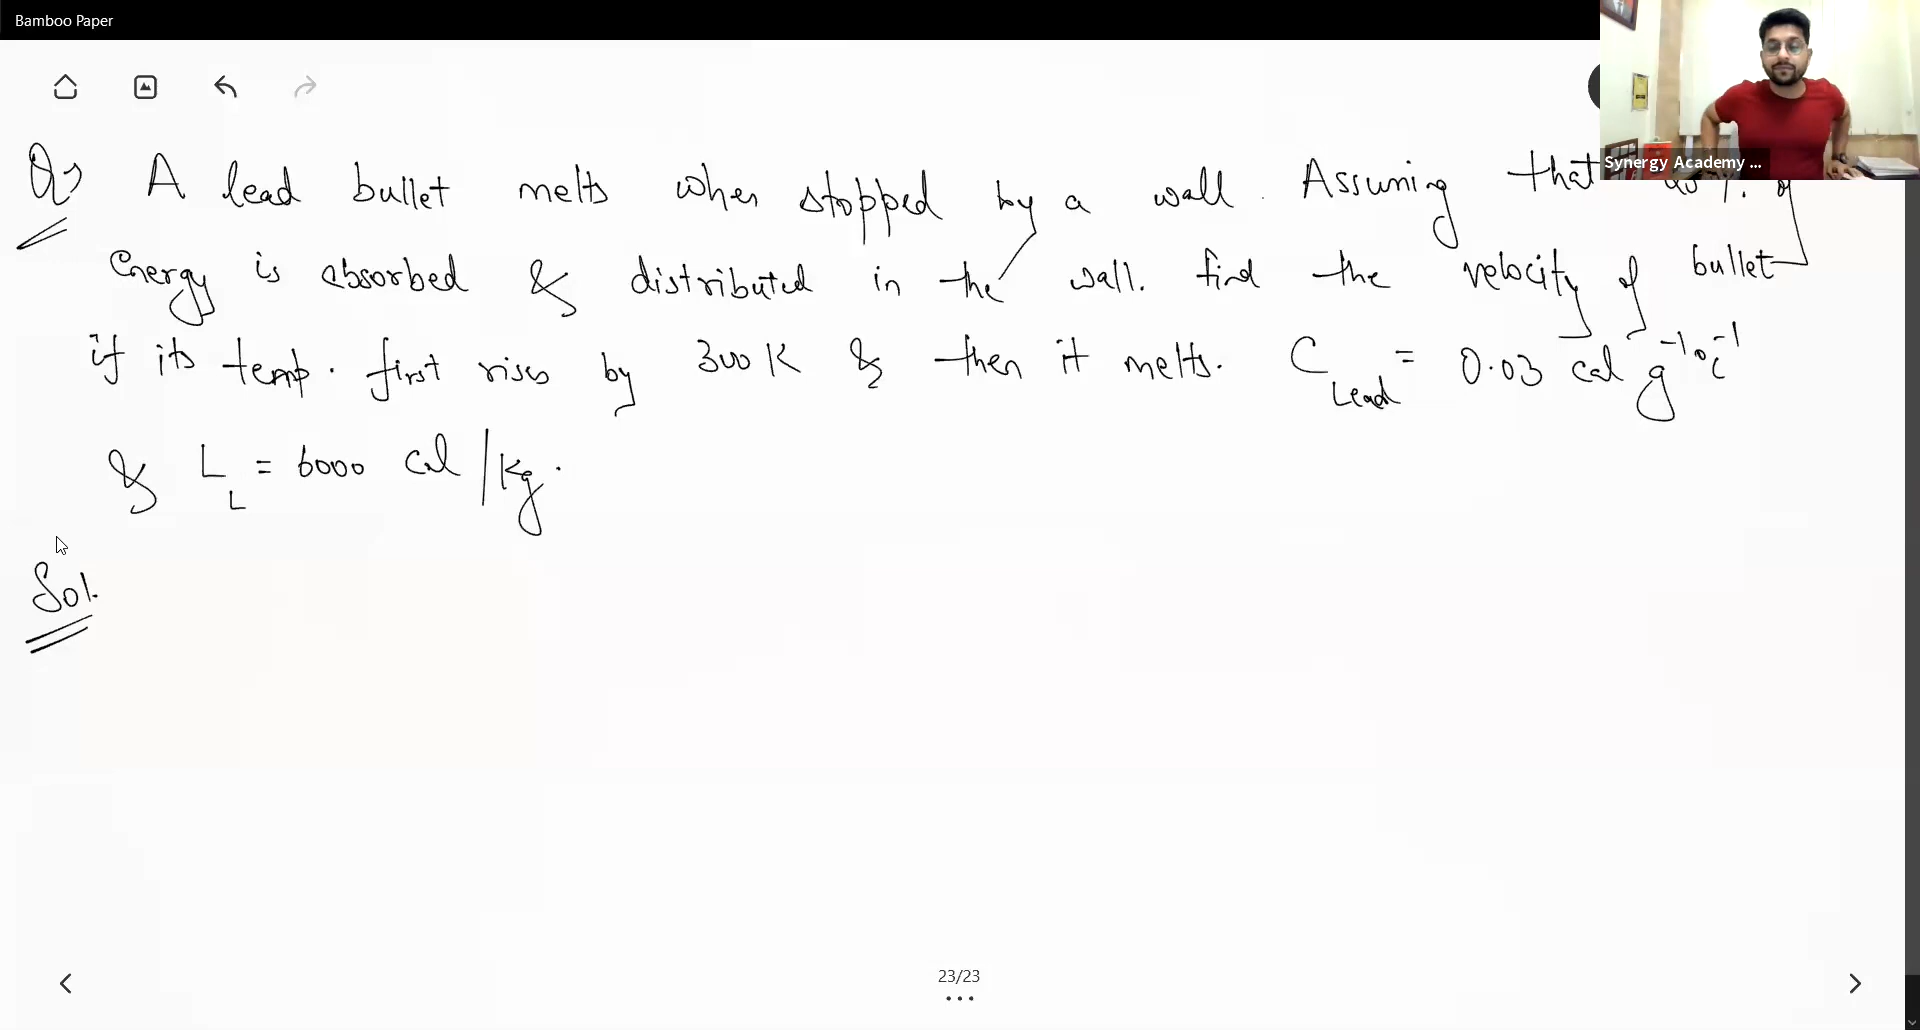 Bamboo Paper
Synergy Academy ...
Q) A lead bullet melts when stopped by a wall. Assuming that % of
Energy is absorbed & distributed in the wall. find the velocity of bullet
if its temp. first rises by 300 K & then it melts. C Lead = 0.03 cal g⁻¹ °C⁻¹
& L L = 6000 cal / Kg.
Sol.
23/23